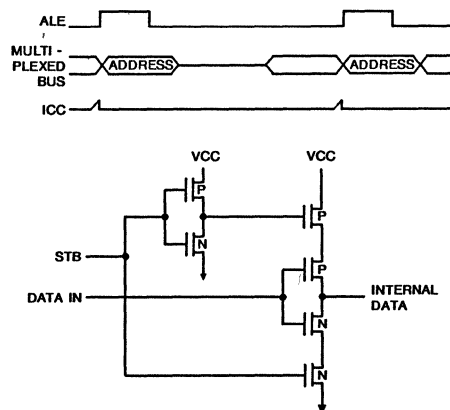 ALE
MULTI -
PLEXED
BUS
ADDRESS
ADDRESS
ICC
VCC
VCC
P
P
N
STB
P
DATA IN
INTERNAL
DATA
N
N